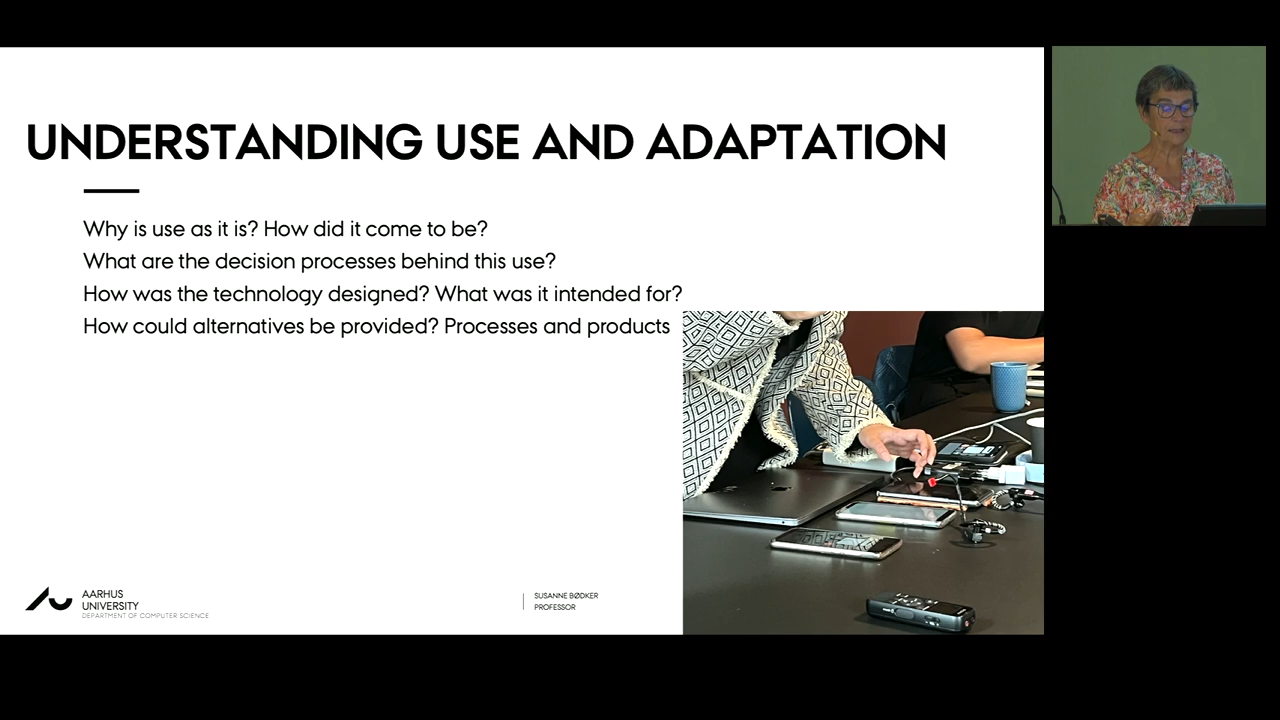 UNDERSTANDING USE AND ADAPTATION
Why is use as it is? How did it come to be?
What are the decision processes behind this use?
How was the technology designed? What was it intended for?
How could alternatives be provided? Processes and products
AARHUS
UNIVERSITY
DEPARTMENT OF COMPUTER SCIENCE
SUSANNE BØDKER
PROFESSOR